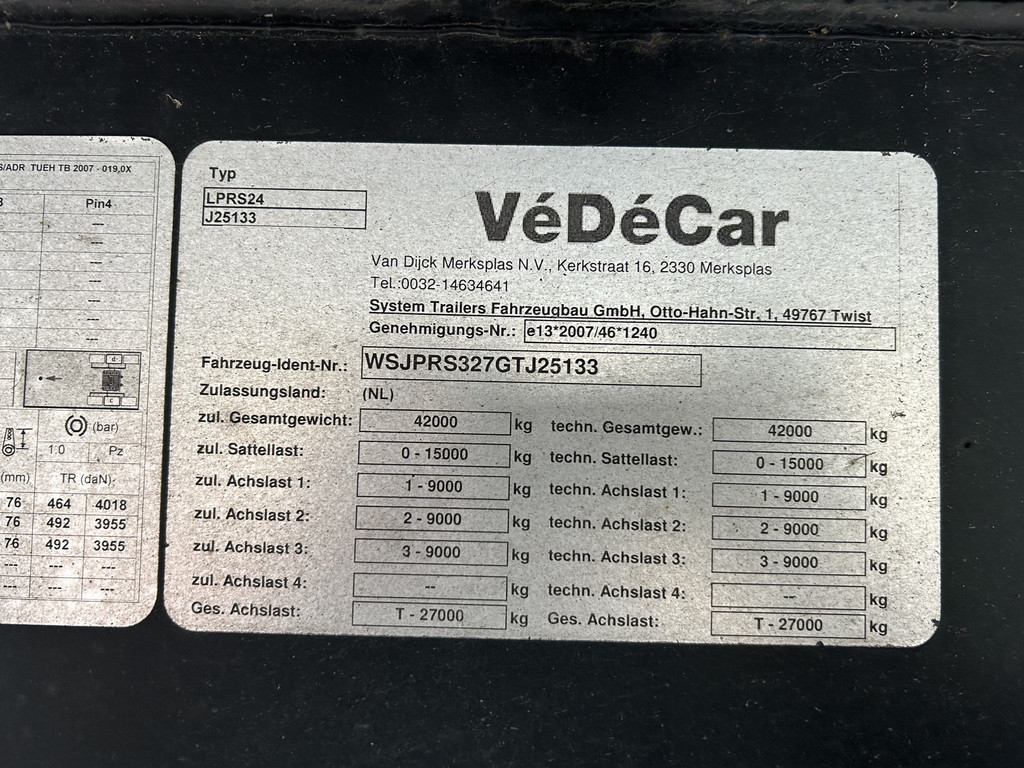 S/ADR TUEH TB 2007 - 019,0X
3 Pin4
---
---
---
---
---
---
---
d
c
(bar)
1.0 Pz
(mm) TR (daN)
76 464 4018
76 492 3955
76 492 3955
--- --- ---
--- --- ---
Typ
LPRS24
J25133
VéDéCar
Van Dijck Merksplas N.V., Kerkstraat 16, 2330 Merksplas
Tel.:0032-14634641
System Trailers Fahrzeugbau GmbH, Otto-Hahn-Str. 1, 49767 Twist
Genehmigungs-Nr.: e13*2007/46*1240
Fahrzeug-Ident-Nr.: WSJPRS327GTJ25133
Zulassungsland: (NL)
zul. Gesamtgewicht: 42000 kg techn. Gesamtgew.: 42000 kg
zul. Sattellast: 0 - 15000 kg techn. Sattellast: 0 - 15000 kg
zul. Achslast 1: 1 - 9000 kg techn. Achslast 1: 1 - 9000 kg
zul. Achslast 2: 2 - 9000 kg techn. Achslast 2: 2 - 9000 kg
zul. Achslast 3: 3 - 9000 kg techn. Achslast 3: 3 - 9000 kg
zul. Achslast 4: -- kg techn. Achslast 4: -- kg
Ges. Achslast: T - 27000 kg Ges. Achslast: T - 27000 kg